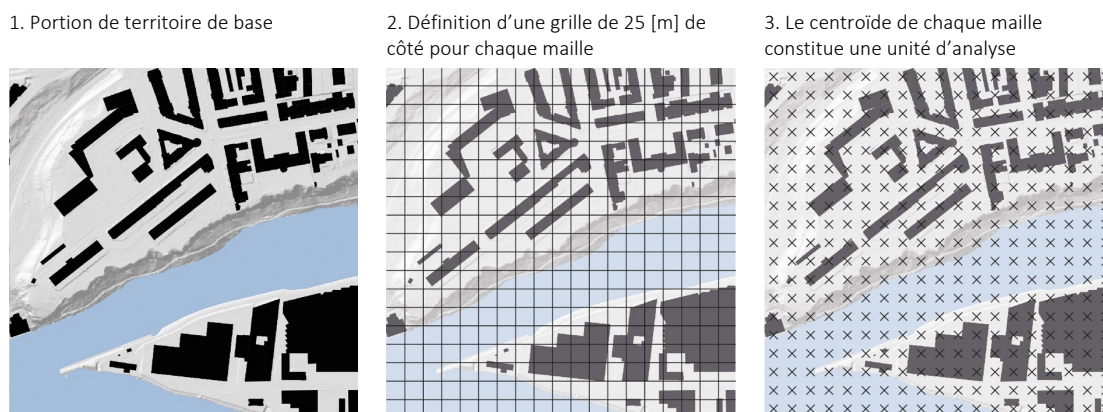 1. Portion de territoire de base
2. Définition d’une grille de 25 [m] de
côté pour chaque maille
3. Le centroïde de chaque maille
constitue une unité d’analyse